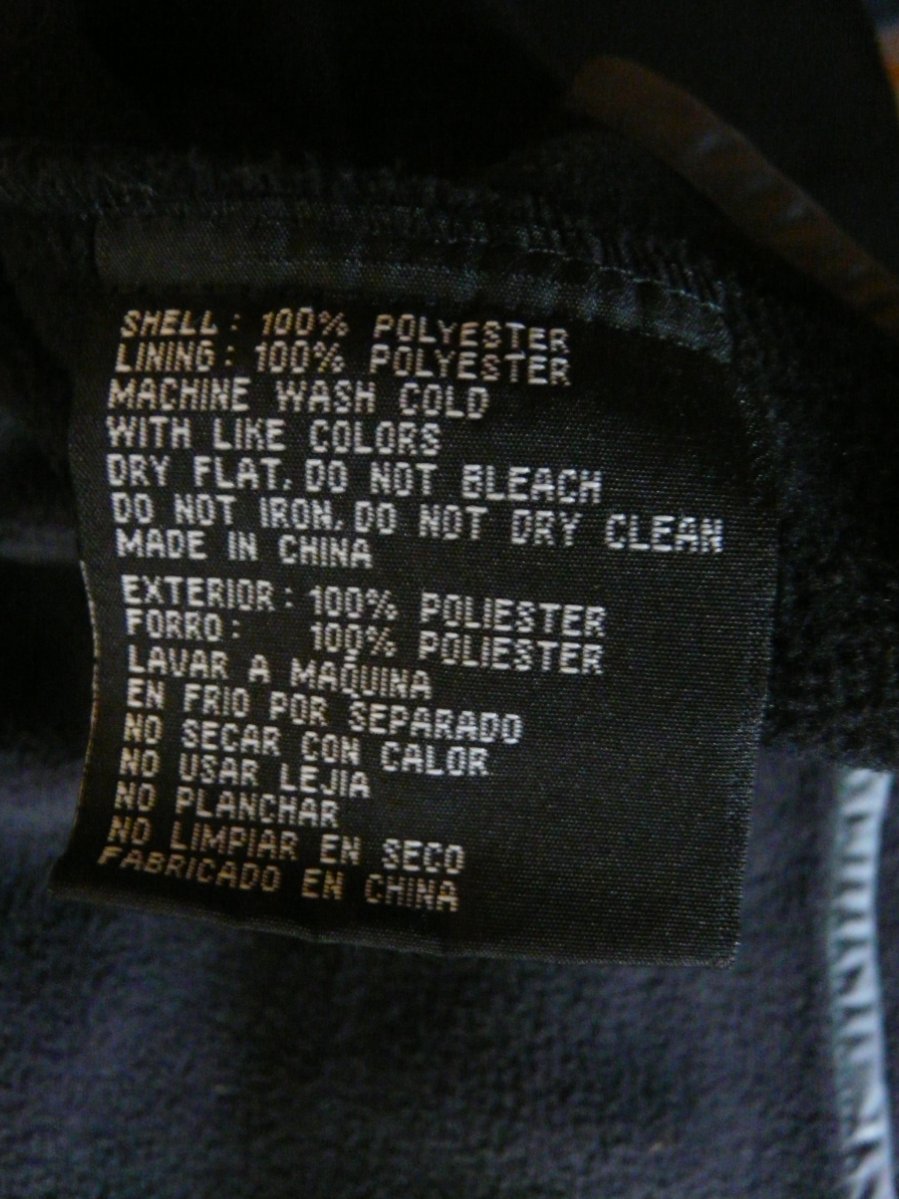 SHELL: 100% POLYESTER
LINING: 100% POLYESTER
MACHINE WASH COLD
WITH LIKE COLORS
DRY FLAT, DO NOT BLEACH
DO NOT IRON, DO NOT DRY CLEAN
MADE IN CHINA
EXTERIOR: 100% POLIESTER
FORRO: 100% POLIESTER
LAVAR A MAQUINA
EN FRIO POR SEPARADO
NO SECAR CON CALOR
NO USAR LEJIA
NO PLANCHAR
NO LIMPIAR EN SECO
FABRICADO EN CHINA